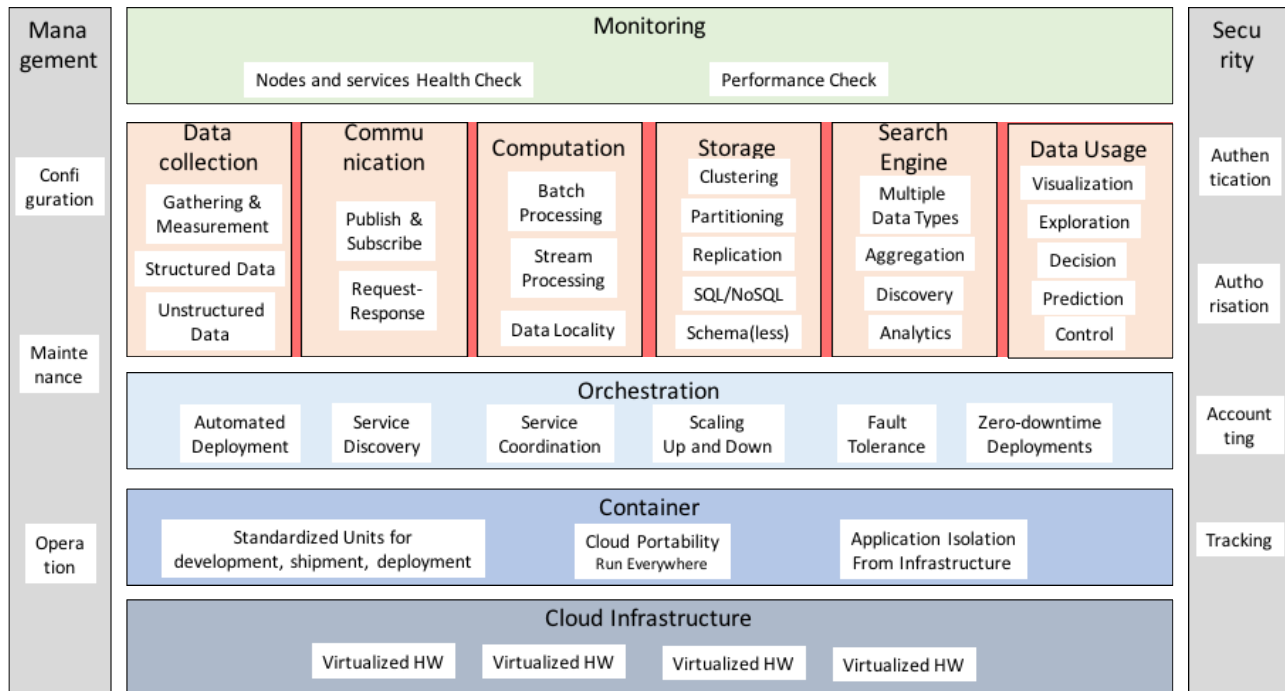 Mana
gement
Confi
guration
Mainte
nance
Opera
tion
Monitoring
Nodes and services Health Check
Performance Check
Data
collection
Gathering &
Measurement
Structured Data
Unstructured
Data
Commu
nication
Publish &
Subscribe
Request-
Response
Computation
Batch
Processing
Stream
Processing
Data Locality
Storage
Clustering
Partitioning
Replication
SQL/NoSQL
Schema(less)
Search
Engine
Multiple
Data Types
Aggregation
Discovery
Analytics
Data Usage
Visualization
Exploration
Decision
Prediction
Control
Orchestration
Automated
Deployment
Service
Discovery
Service
Coordination
Scaling
Up and Down
Fault
Tolerance
Zero-downtime
Deployments
Container
Standardized Units for
development, shipment, deployment
Cloud Portability
Run Everywhere
Application Isolation
From Infrastructure
Cloud Infrastructure
Virtualized HW
Virtualized HW
Virtualized HW
Virtualized HW
Secu
rity
Authen
tication
Autho
risation
Account
ting
Tracking